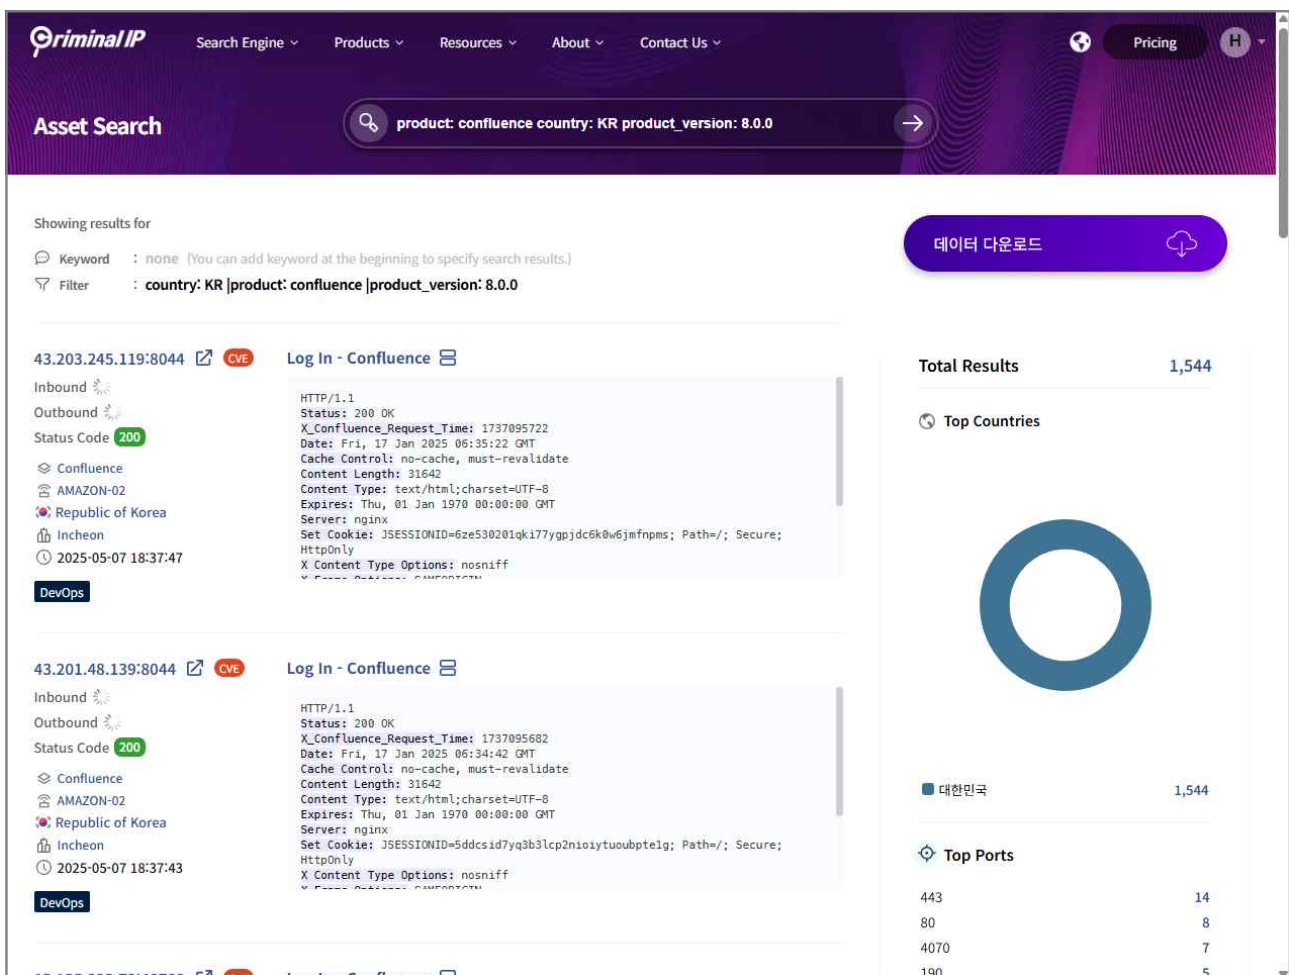 Criminal IP
Search Engine
Products
Resources
About
Contact Us
Pricing
H
Asset Search
product: confluence country: KR product_version: 8.0.0
Showing results for
Keyword : none (You can add keyword at the beginning to specify search results.)
Filter : country: KR |product: confluence |product_version: 8.0.0
데이터 다운로드
43.203.245.119:8044 CVE
Inbound
Outbound
Status Code 200
Confluence
AMAZON-02
Republic of Korea
Incheon
2025-05-07 18:37:47
DevOps
Log In - Confluence
HTTP/1.1
Status: 200 OK
X_Confluence_Request_Time: 1737095722
Date: Fri, 17 Jan 2025 06:35:22 GMT
Cache Control: no-cache, must-revalidate
Content Length: 31642
Content Type: text/html;charset=UTF-8
Expires: Thu, 01 Jan 1970 00:00:00 GMT
Server: nginx
Set Cookie: JSESSIONID=6ze530201qki77ygpjdc6k0w6jmfnpms; Path=/; Secure;
HttpOnly
X Content Type Options: nosniff
43.201.48.139:8044 CVE
Inbound
Outbound
Status Code 200
Confluence
AMAZON-02
Republic of Korea
Incheon
2025-05-07 18:37:43
DevOps
Log In - Confluence
HTTP/1.1
Status: 200 OK
X_Confluence_Request_Time: 1737095682
Date: Fri, 17 Jan 2025 06:34:42 GMT
Cache Control: no-cache, must-revalidate
Content Length: 31642
Content Type: text/html;charset=UTF-8
Expires: Thu, 01 Jan 1970 00:00:00 GMT
Server: nginx
Set Cookie: JSESSIONID=5ddcsid7yq3b3lcp2nioiytuoubpte1g; Path=/; Secure;
HttpOnly
X Content Type Options: nosniff
Total Results 1,544
Top Countries
대한민국 1,544
Top Ports
443 14
80 8
4070 7
190 5